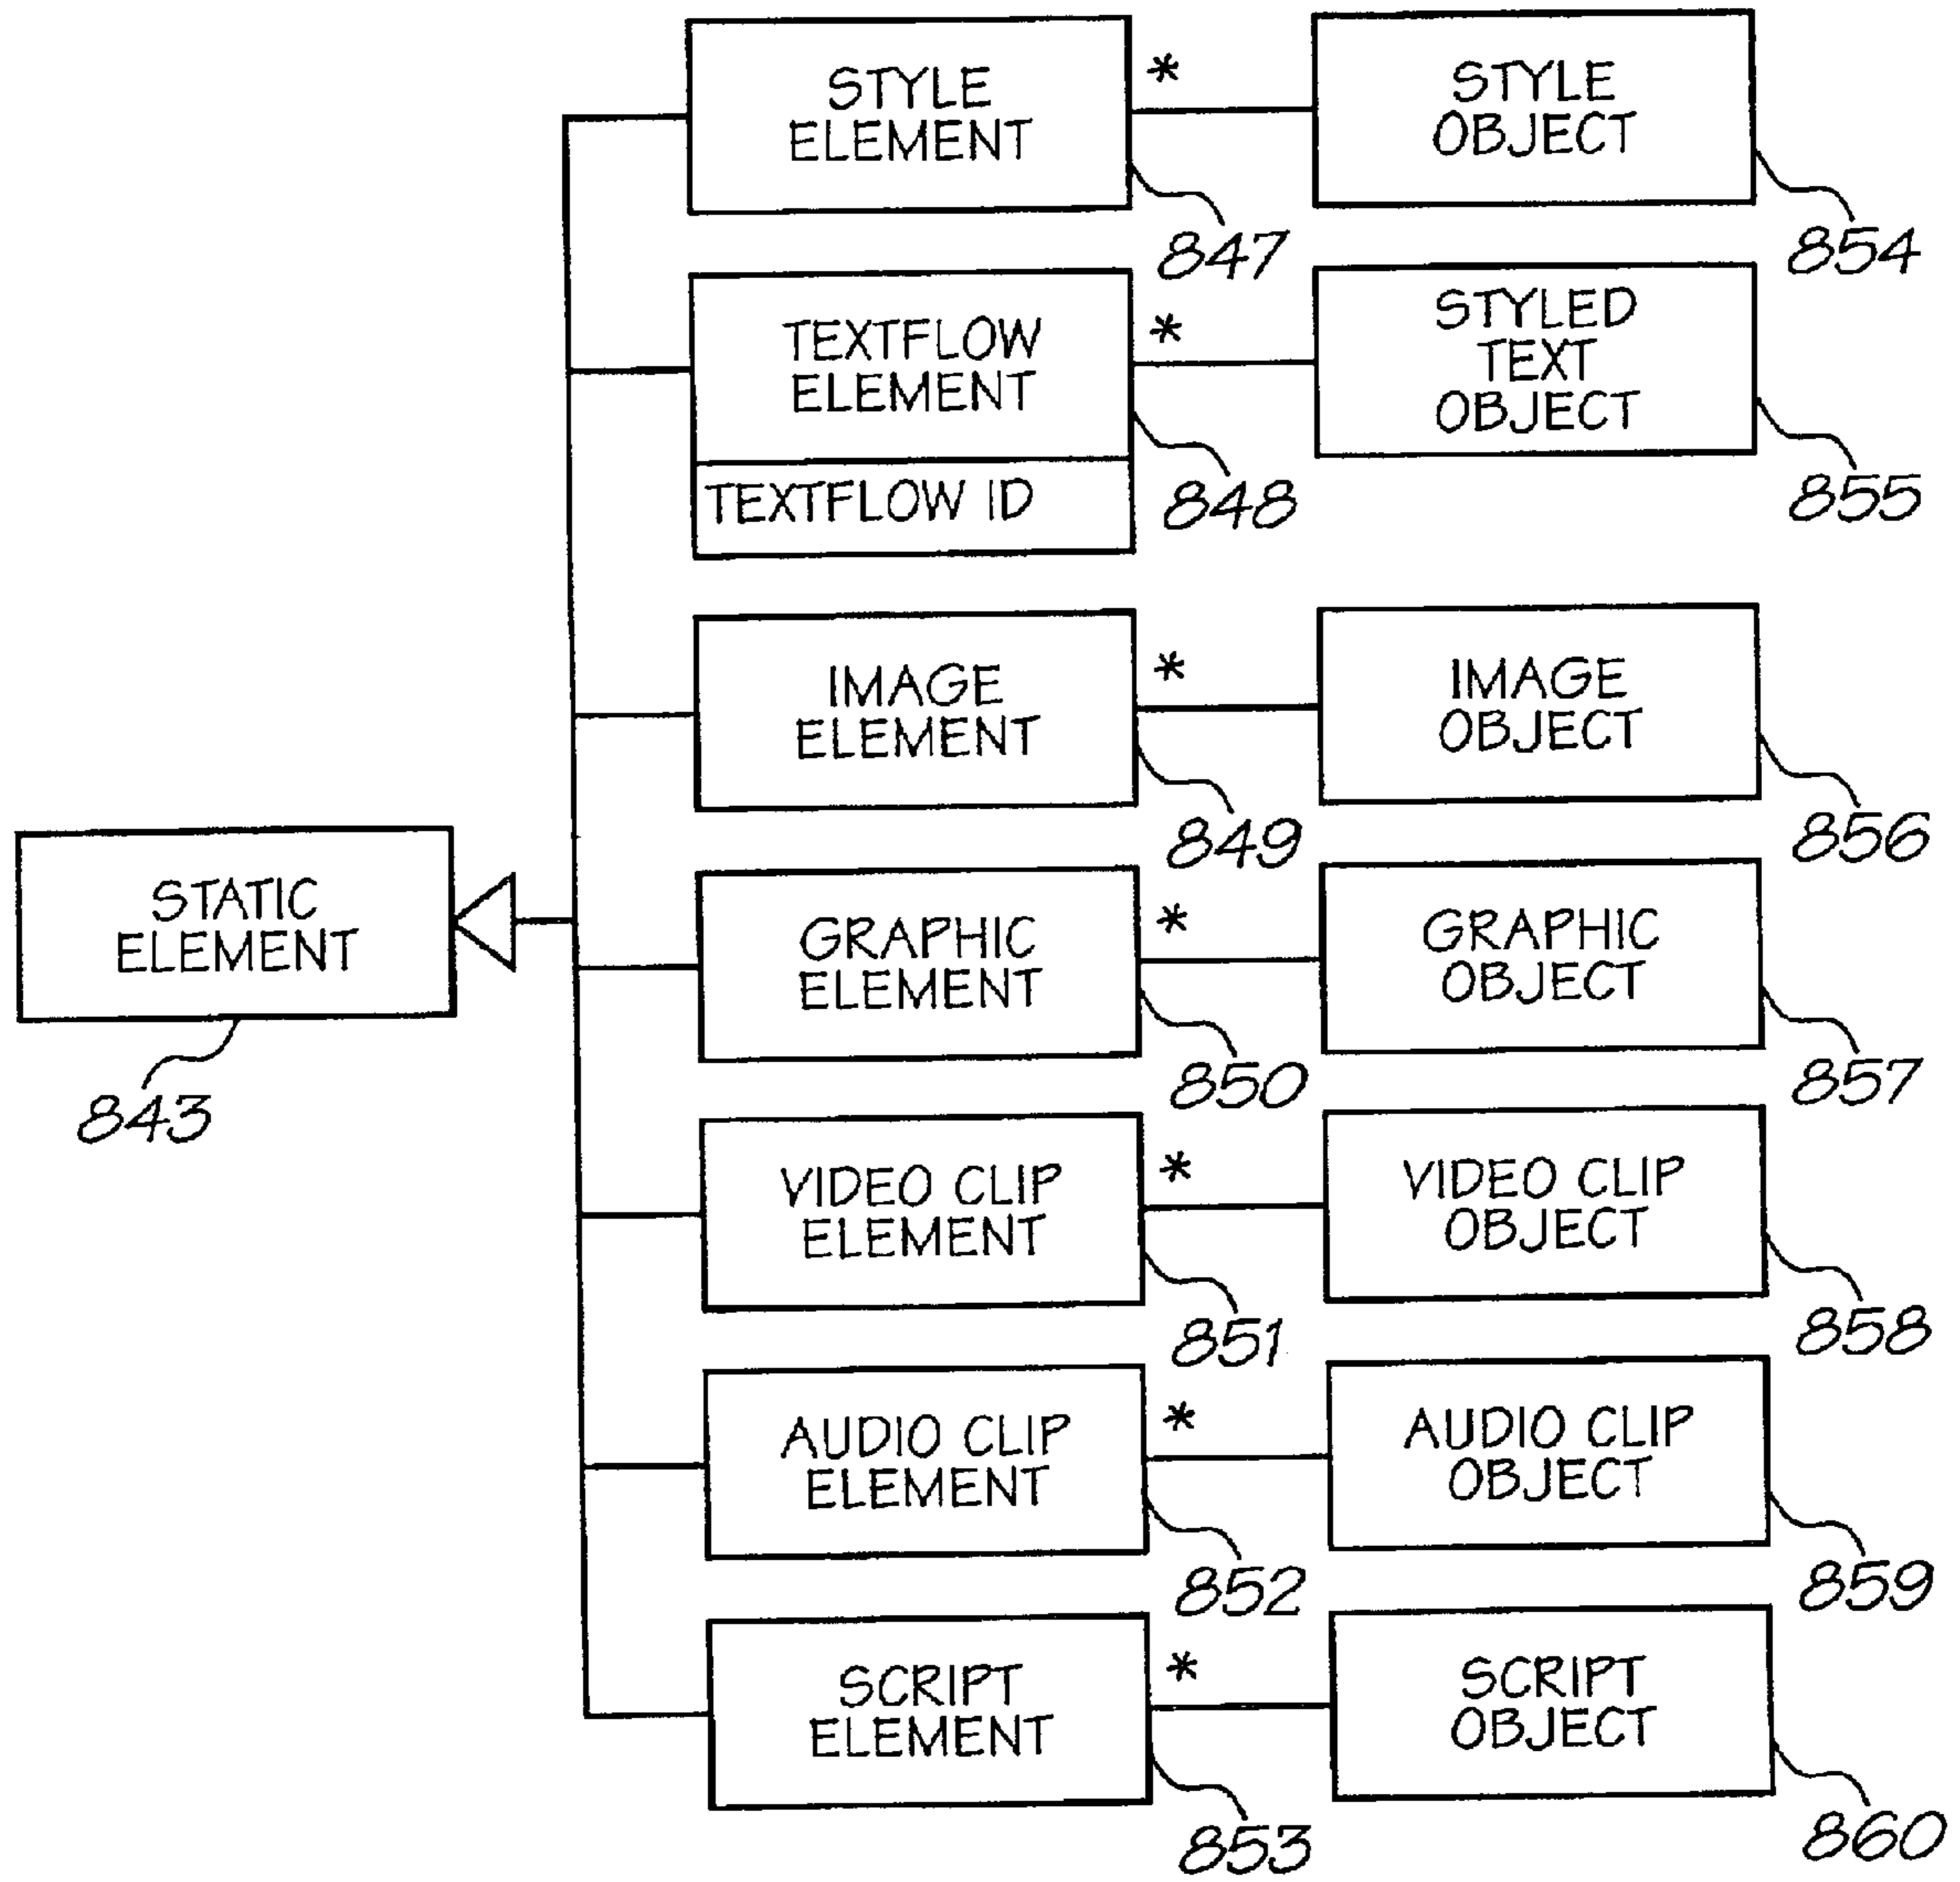 STYLE
ELEMENT
*
STYLE
OBJECT
847
854
TEXTFLOW
ELEMENT
*
STYLED
TEXT
OBJECT
TEXTFLOW ID
848
855
IMAGE
ELEMENT
*
IMAGE
OBJECT
849
856
STATIC
ELEMENT
843
GRAPHIC
ELEMENT
*
GRAPHIC
OBJECT
850
857
VIDEO CLIP
ELEMENT
*
VIDEO CLIP
OBJECT
851
858
AUDIO CLIP
ELEMENT
*
AUDIO CLIP
OBJECT
852
859
SCRIPT
ELEMENT
*
SCRIPT
OBJECT
853
860